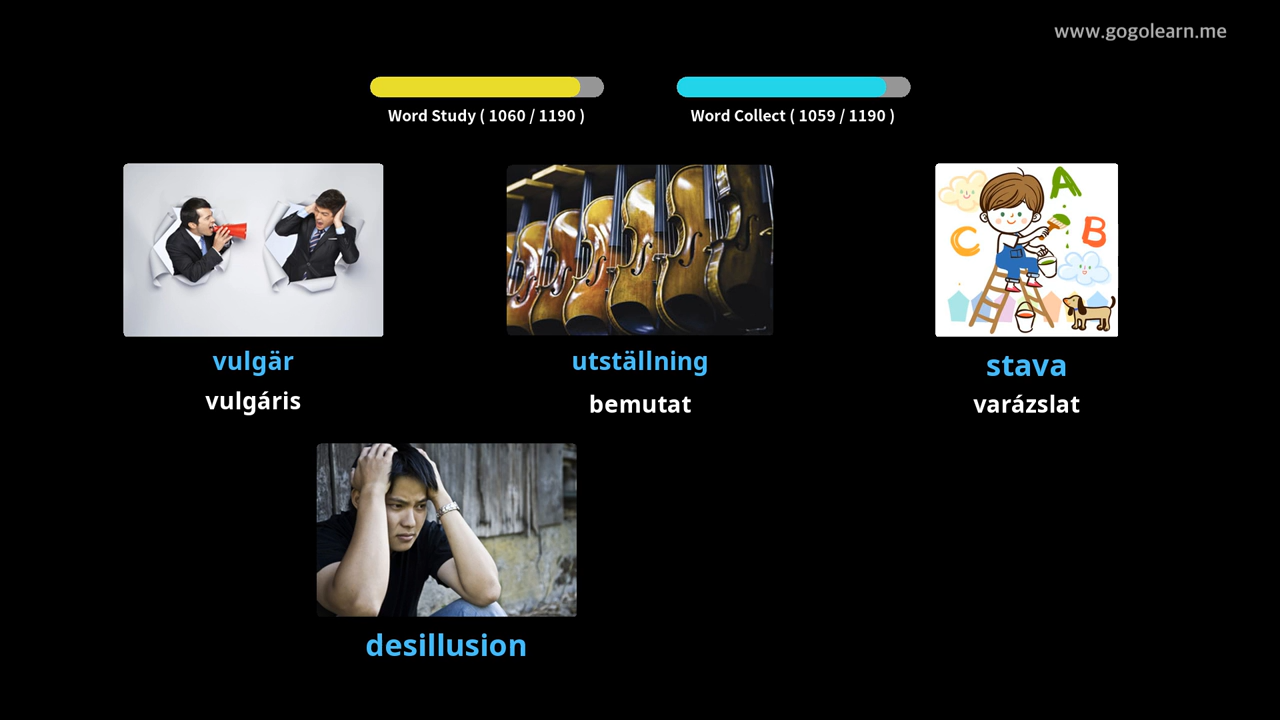 www.gogolearn.me
Word Study ( 1060 / 1190 )
Word Collect ( 1059 / 1190 )
A
B
C
vulgär
utställning
stava
vulgáris
bemutat
varázslat
desillusion